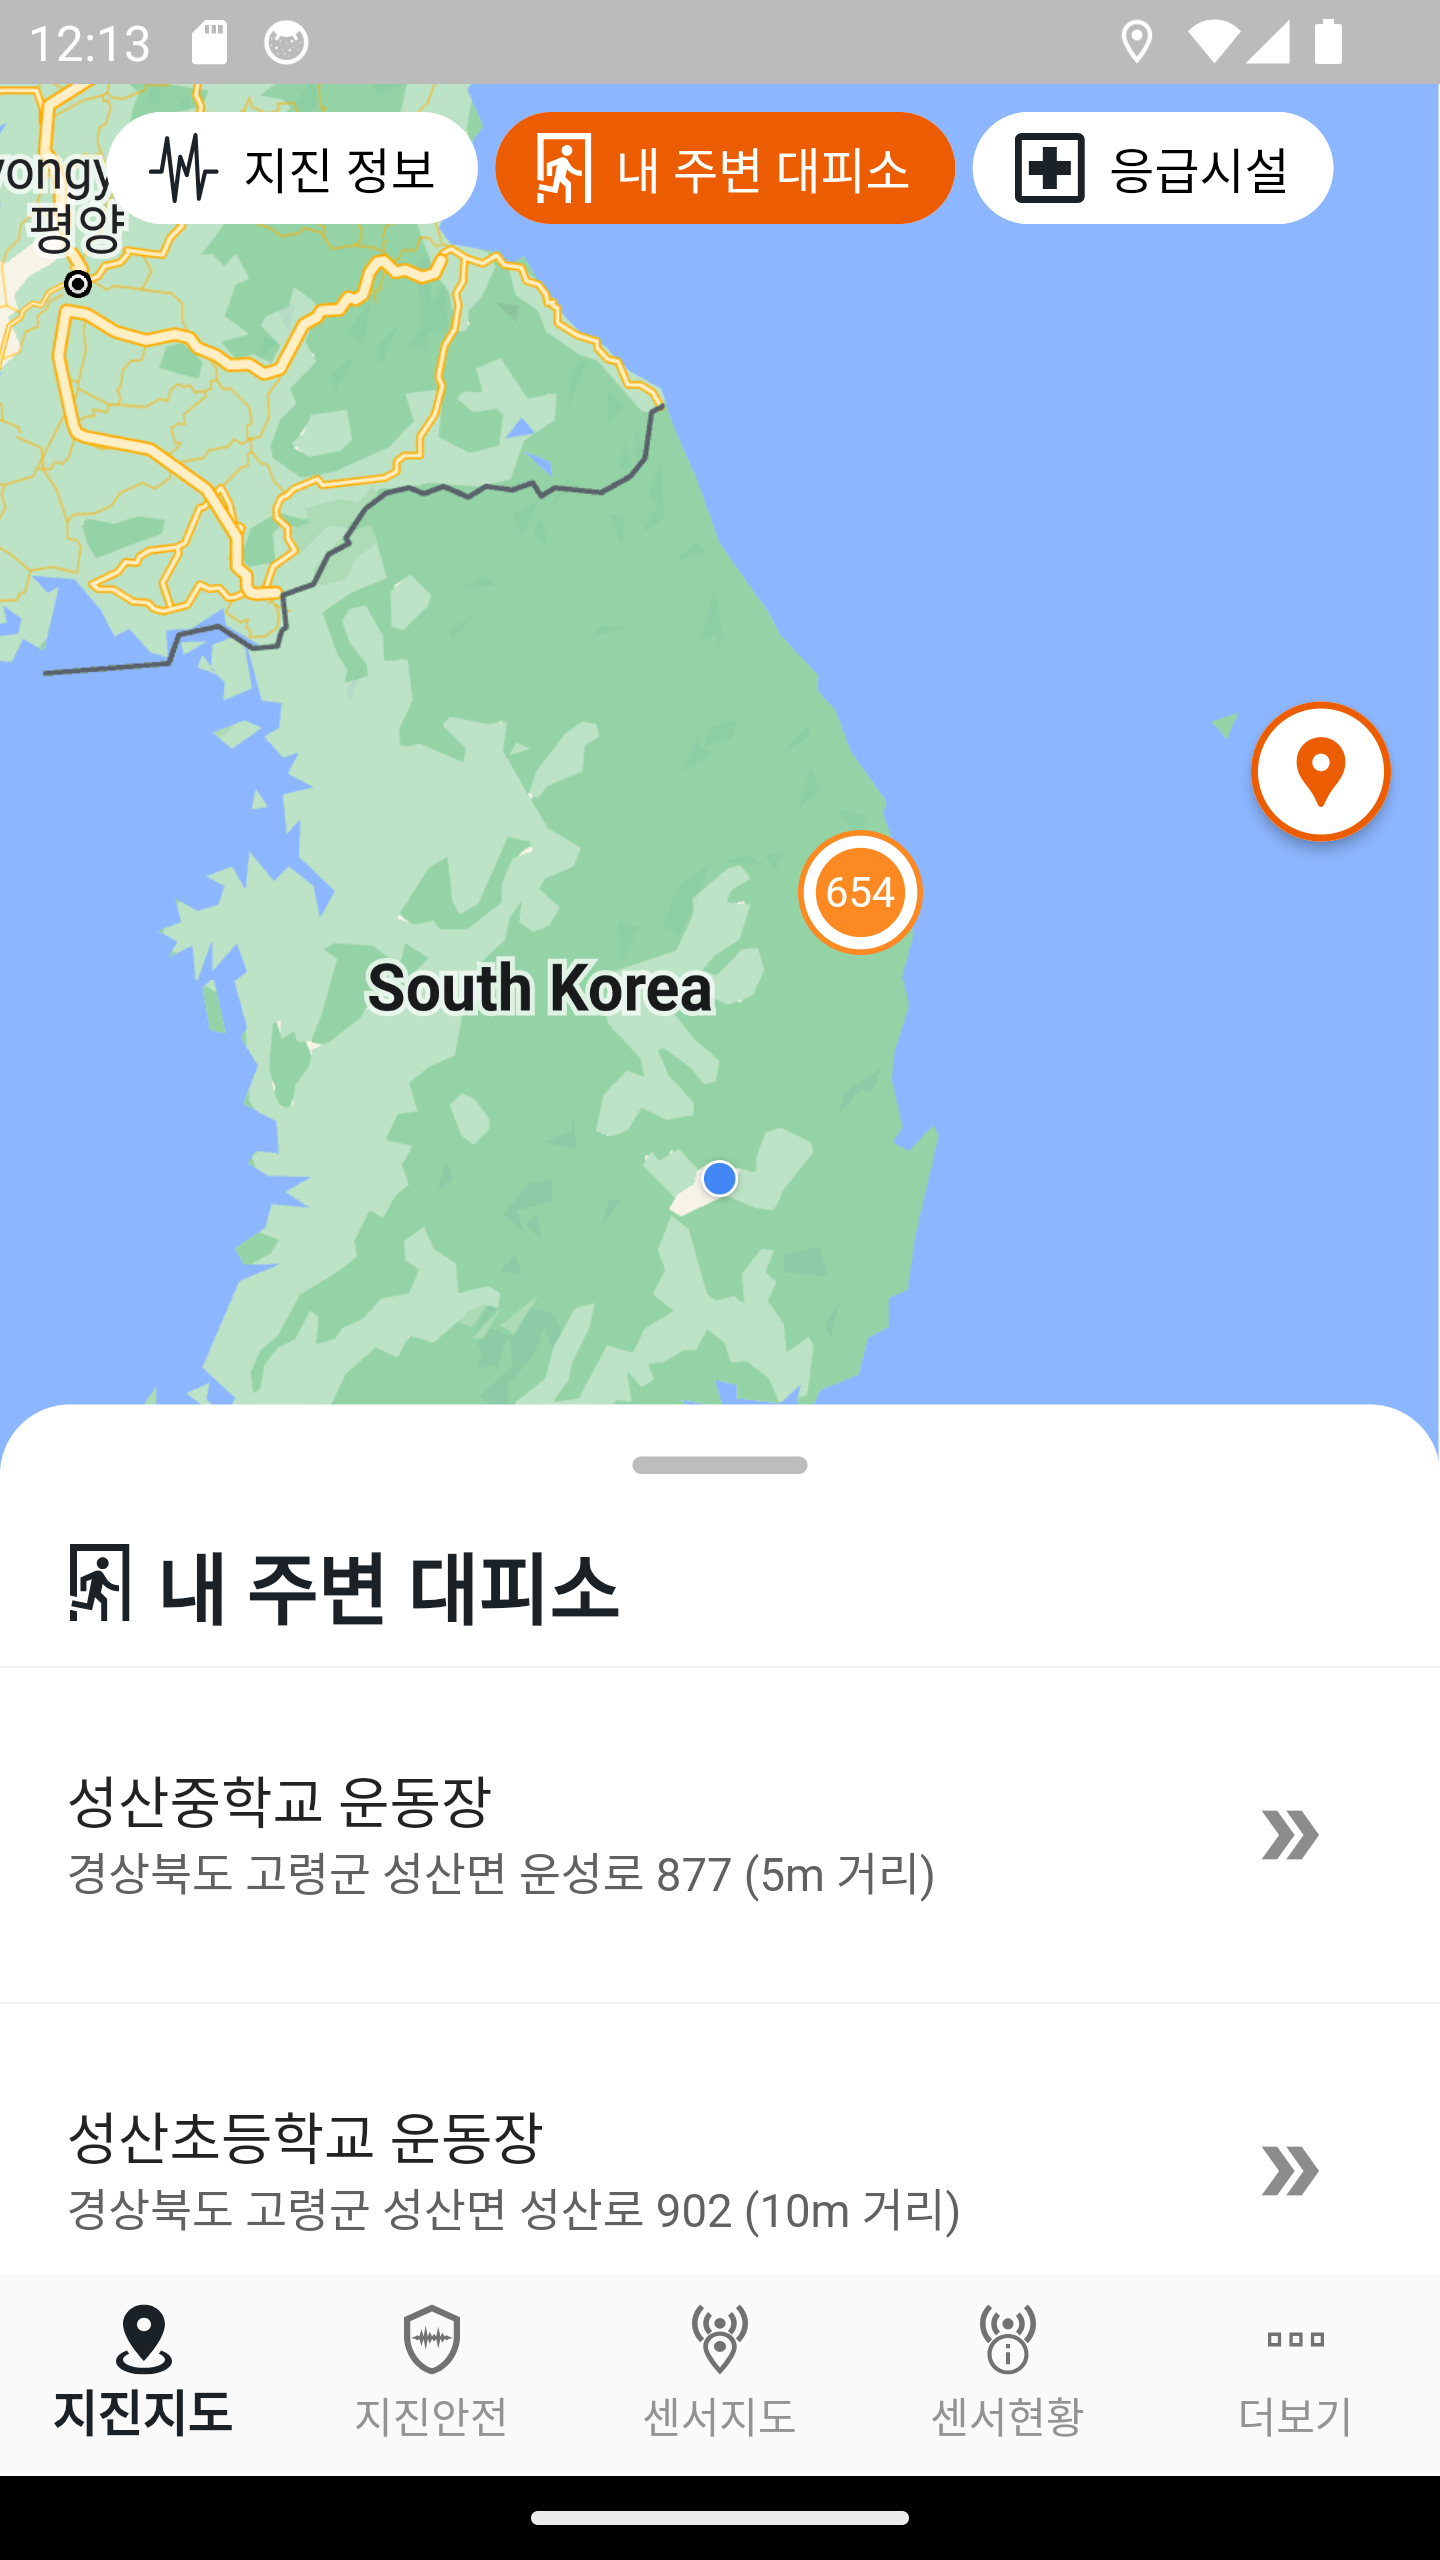 12:13
지진 정보
내 주변 대피소
응급시설
평양
654
South Korea
내 주변 대피소
성산중학교 운동장
경상북도 고령군 성산면 운성로 877 (5m 거리)
성산초등학교 운동장
경상북도 고령군 성산면 성산로 902 (10m 거리)
지진지도
지진안전
센서지도
센서현황
더보기